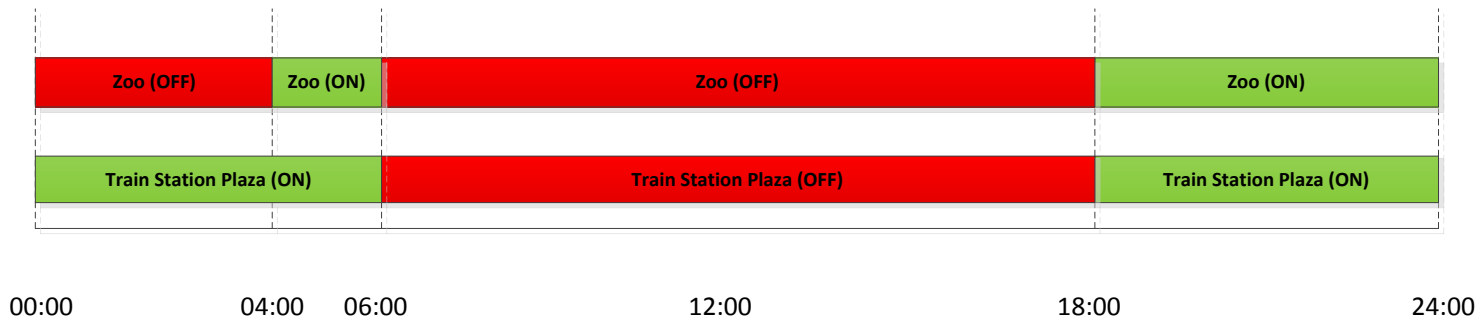 Zoo (OFF) Zoo (ON) Zoo (OFF) Zoo (ON)
Train Station Plaza (ON) Train Station Plaza (OFF) Train Station Plaza (ON)
00:00 04:00 06:00 12:00 18:00 24:00